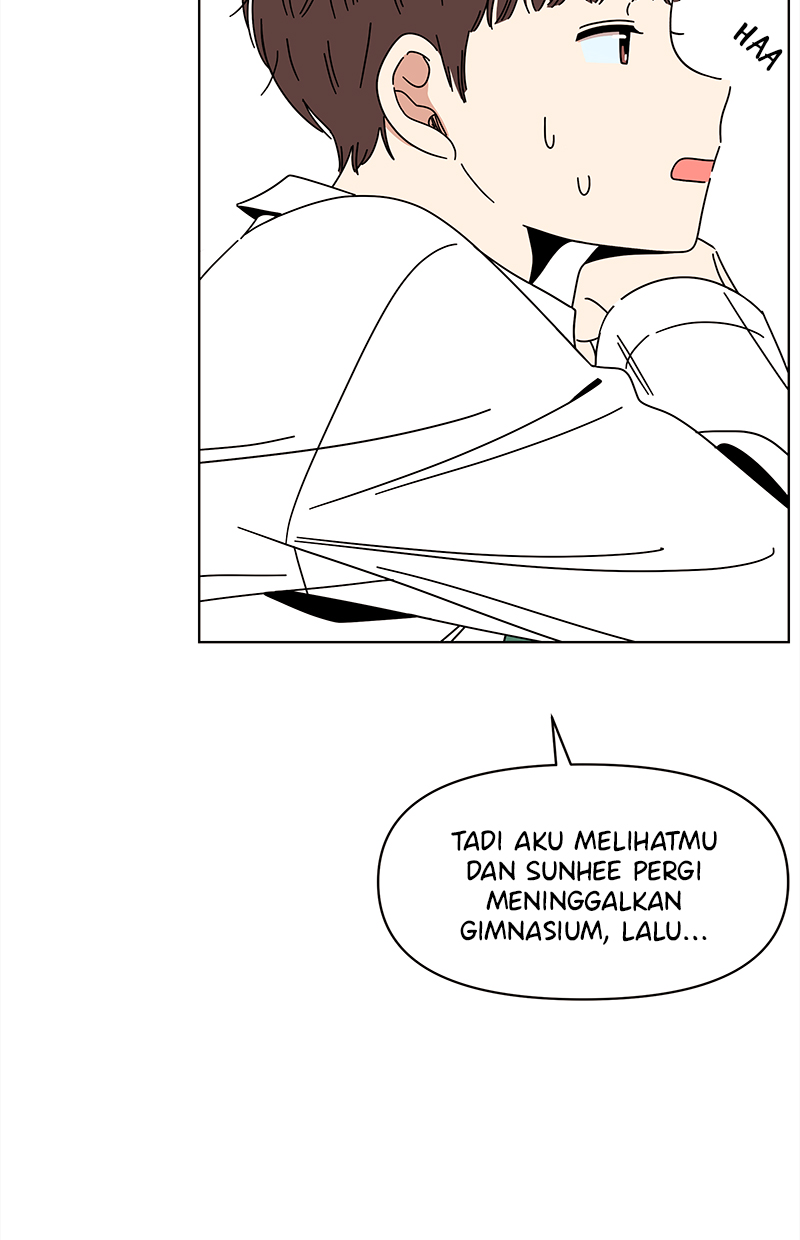 HAA
TADI AKU MELIHATMU
DAN SUNHEE PERGI
MENINGGALKAN
GIMNASIUM, LALU...